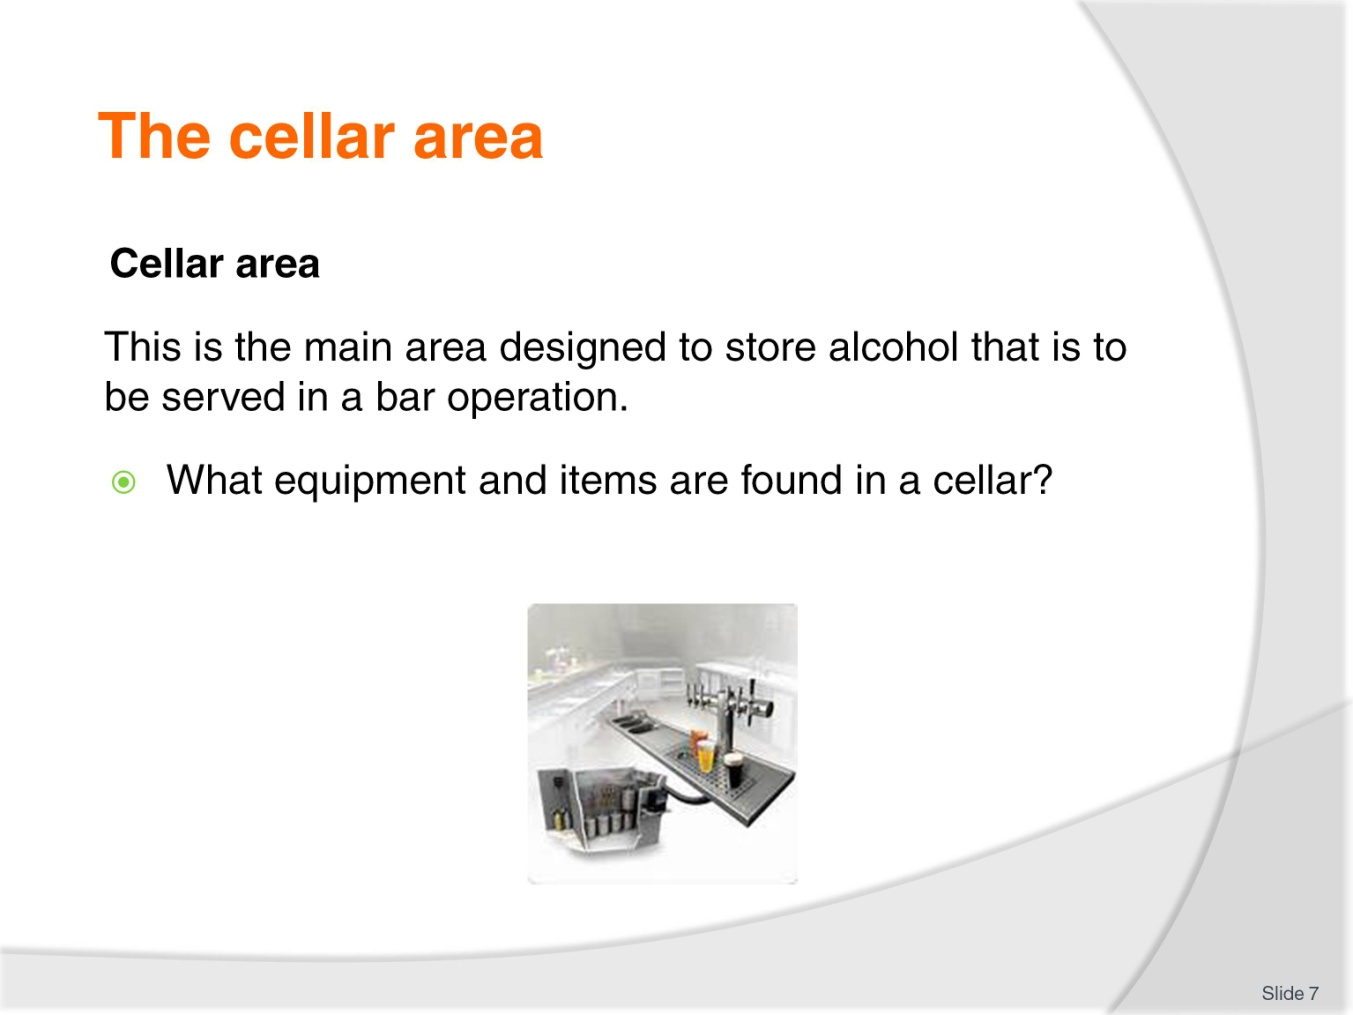 The cellar area
Cellar area
This is the main area designed to store alcohol that is to
be served in a bar operation.
What equipment and items are found in a cellar?
Slide 7